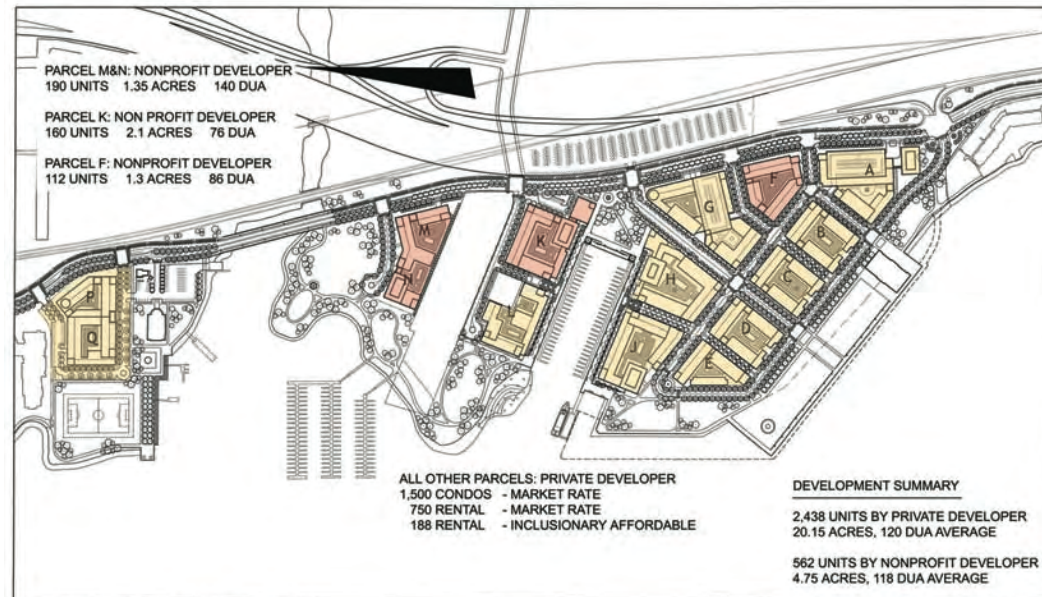 PARCEL M&N: NONPROFIT DEVELOPER
190 UNITS 1.35 ACRES 140 DUA
PARCEL K: NON PROFIT DEVELOPER
160 UNITS 2.1 ACRES 76 DUA
PARCEL F: NONPROFIT DEVELOPER
112 UNITS 1.3 ACRES 86 DUA
A
F
G
B
M
K
C
H
N
P
D
Q
J
E
ALL OTHER PARCELS: PRIVATE DEVELOPER
1,500 CONDOS - MARKET RATE
750 RENTAL - MARKET RATE
188 RENTAL - INCLUSIONARY AFFORDABLE
DEVELOPMENT SUMMARY
2,438 UNITS BY PRIVATE DEVELOPER
20.15 ACRES, 120 DUA AVERAGE
562 UNITS BY NONPROFIT DEVELOPER
4.75 ACRES, 118 DUA AVERAGE